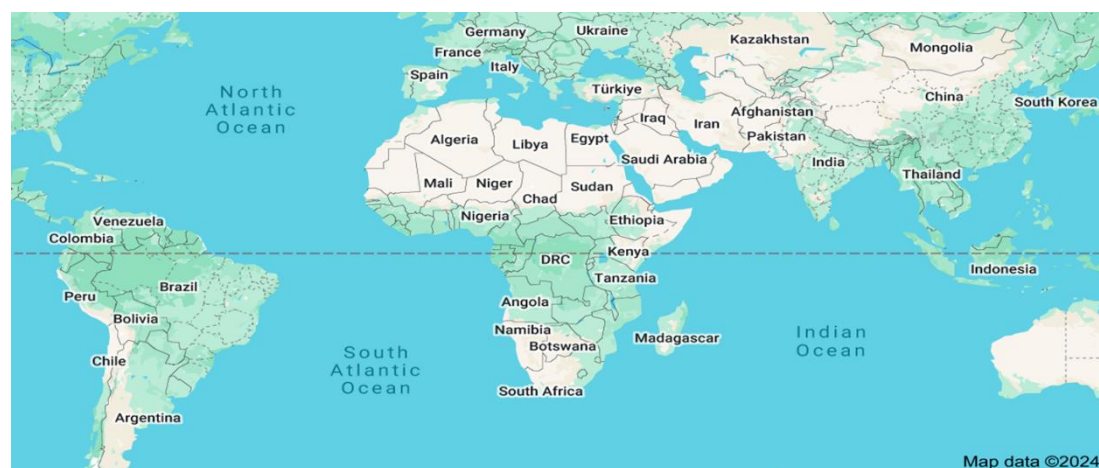 Germany
Ukraine
Kazakhstan
Mongolia
France
Italy
Spain
Türkiye
North
Atlantic
Ocean
China
South Korea
Afghanistan
Iraq
Iran
Pakistan
Algeria
Libya
Egypt
Saudi Arabia
India
Thailand
Mali
Niger
Chad
Sudan
Nigeria
Ethiopia
Venezuela
Colombia
Kenya
DRC
Tanzania
Indonesia
Brazil
Peru
Bolivia
Angola
Namibia
Botswana
Madagascar
Indian
Ocean
Chile
South
Atlantic
Ocean
South Africa
Argentina
Map data ©2024